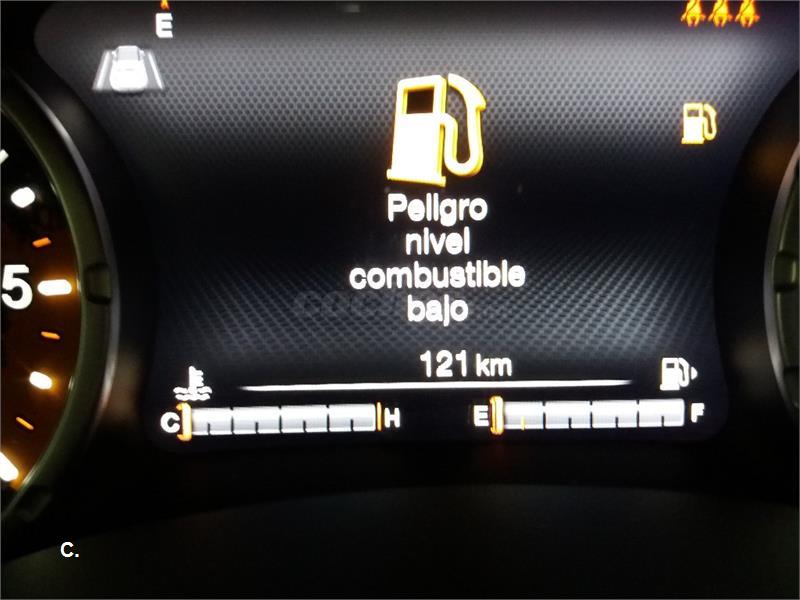 E
Peligro
nivel
combustible
bajo
121 km
5
C H E F
C.